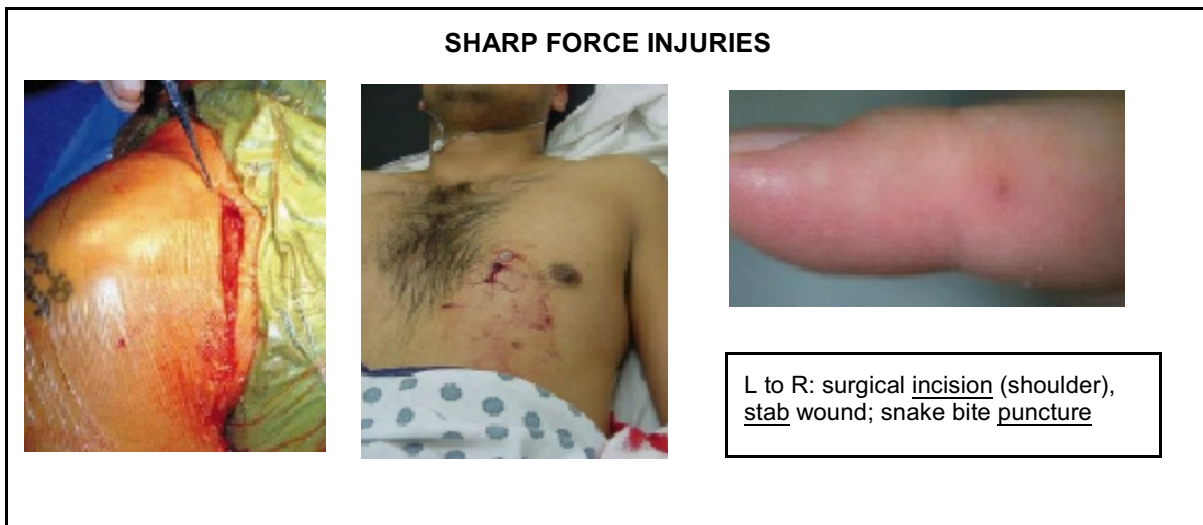 SHARP FORCE INJURIES
L to R: surgical incision (shoulder),
stab wound; snake bite puncture